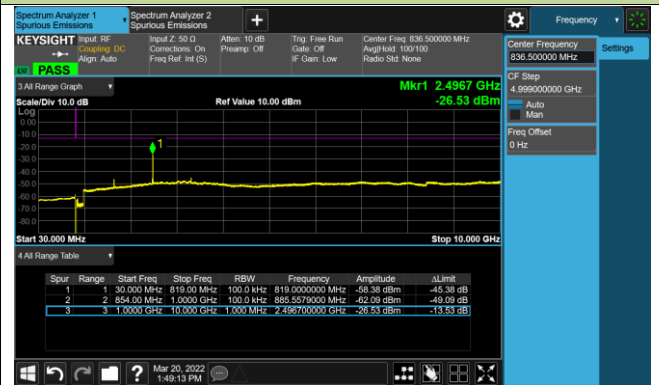 Spectrum Analyzer 1
Spurious Emissions
Spectrum Analyzer 2
Spurious Emissions
+
Frequency
KEYSIGHT
Input: RF
Coupling: DC
Align: Auto
Input Z: 50 Ω
Corrections: On
Freq Ref: Int (S)
Atten: 10 dB
Preamp: Off
Trig: Free Run
Gate: Off
IF Gain: Low
Center Freq: 836.500000 MHz
Avg|Hold: 100/100
Radio Std: None
PASS
Center Frequency
836.500000 MHz
Settings
CF Step
4.999000000 GHz
Auto
Man
Freq Offset
0 Hz
3 All Range Graph
Mkr1 2.4967 GHz
Scale/Div 10.0 dB
Ref Value 10.00 dBm
-26.53 dBm
Log
0.00
-10.0
-20.0
-30.0
-40.0
-50.0
-60.0
-70.0
-80.0
1
Start 30.000 MHz
Stop 10.000 GHz
4 All Range Table
Spur Range Start Freq Stop Freq RBW Frequency Amplitude ΔLimit
1 1 30.000 MHz 819.00 MHz 100.0 kHz 819.0000000 MHz -58.38 dBm -45.38 dB
2 2 854.00 MHz 1.0000 GHz 100.0 kHz 885.5579000 MHz -62.09 dBm -49.09 dB
3 3 1.0000 GHz 10.000 GHz 1.000 MHz 2.496700000 GHz -26.53 dBm -13.53 dB
?
Mar 20, 2022
1:49:13 PM